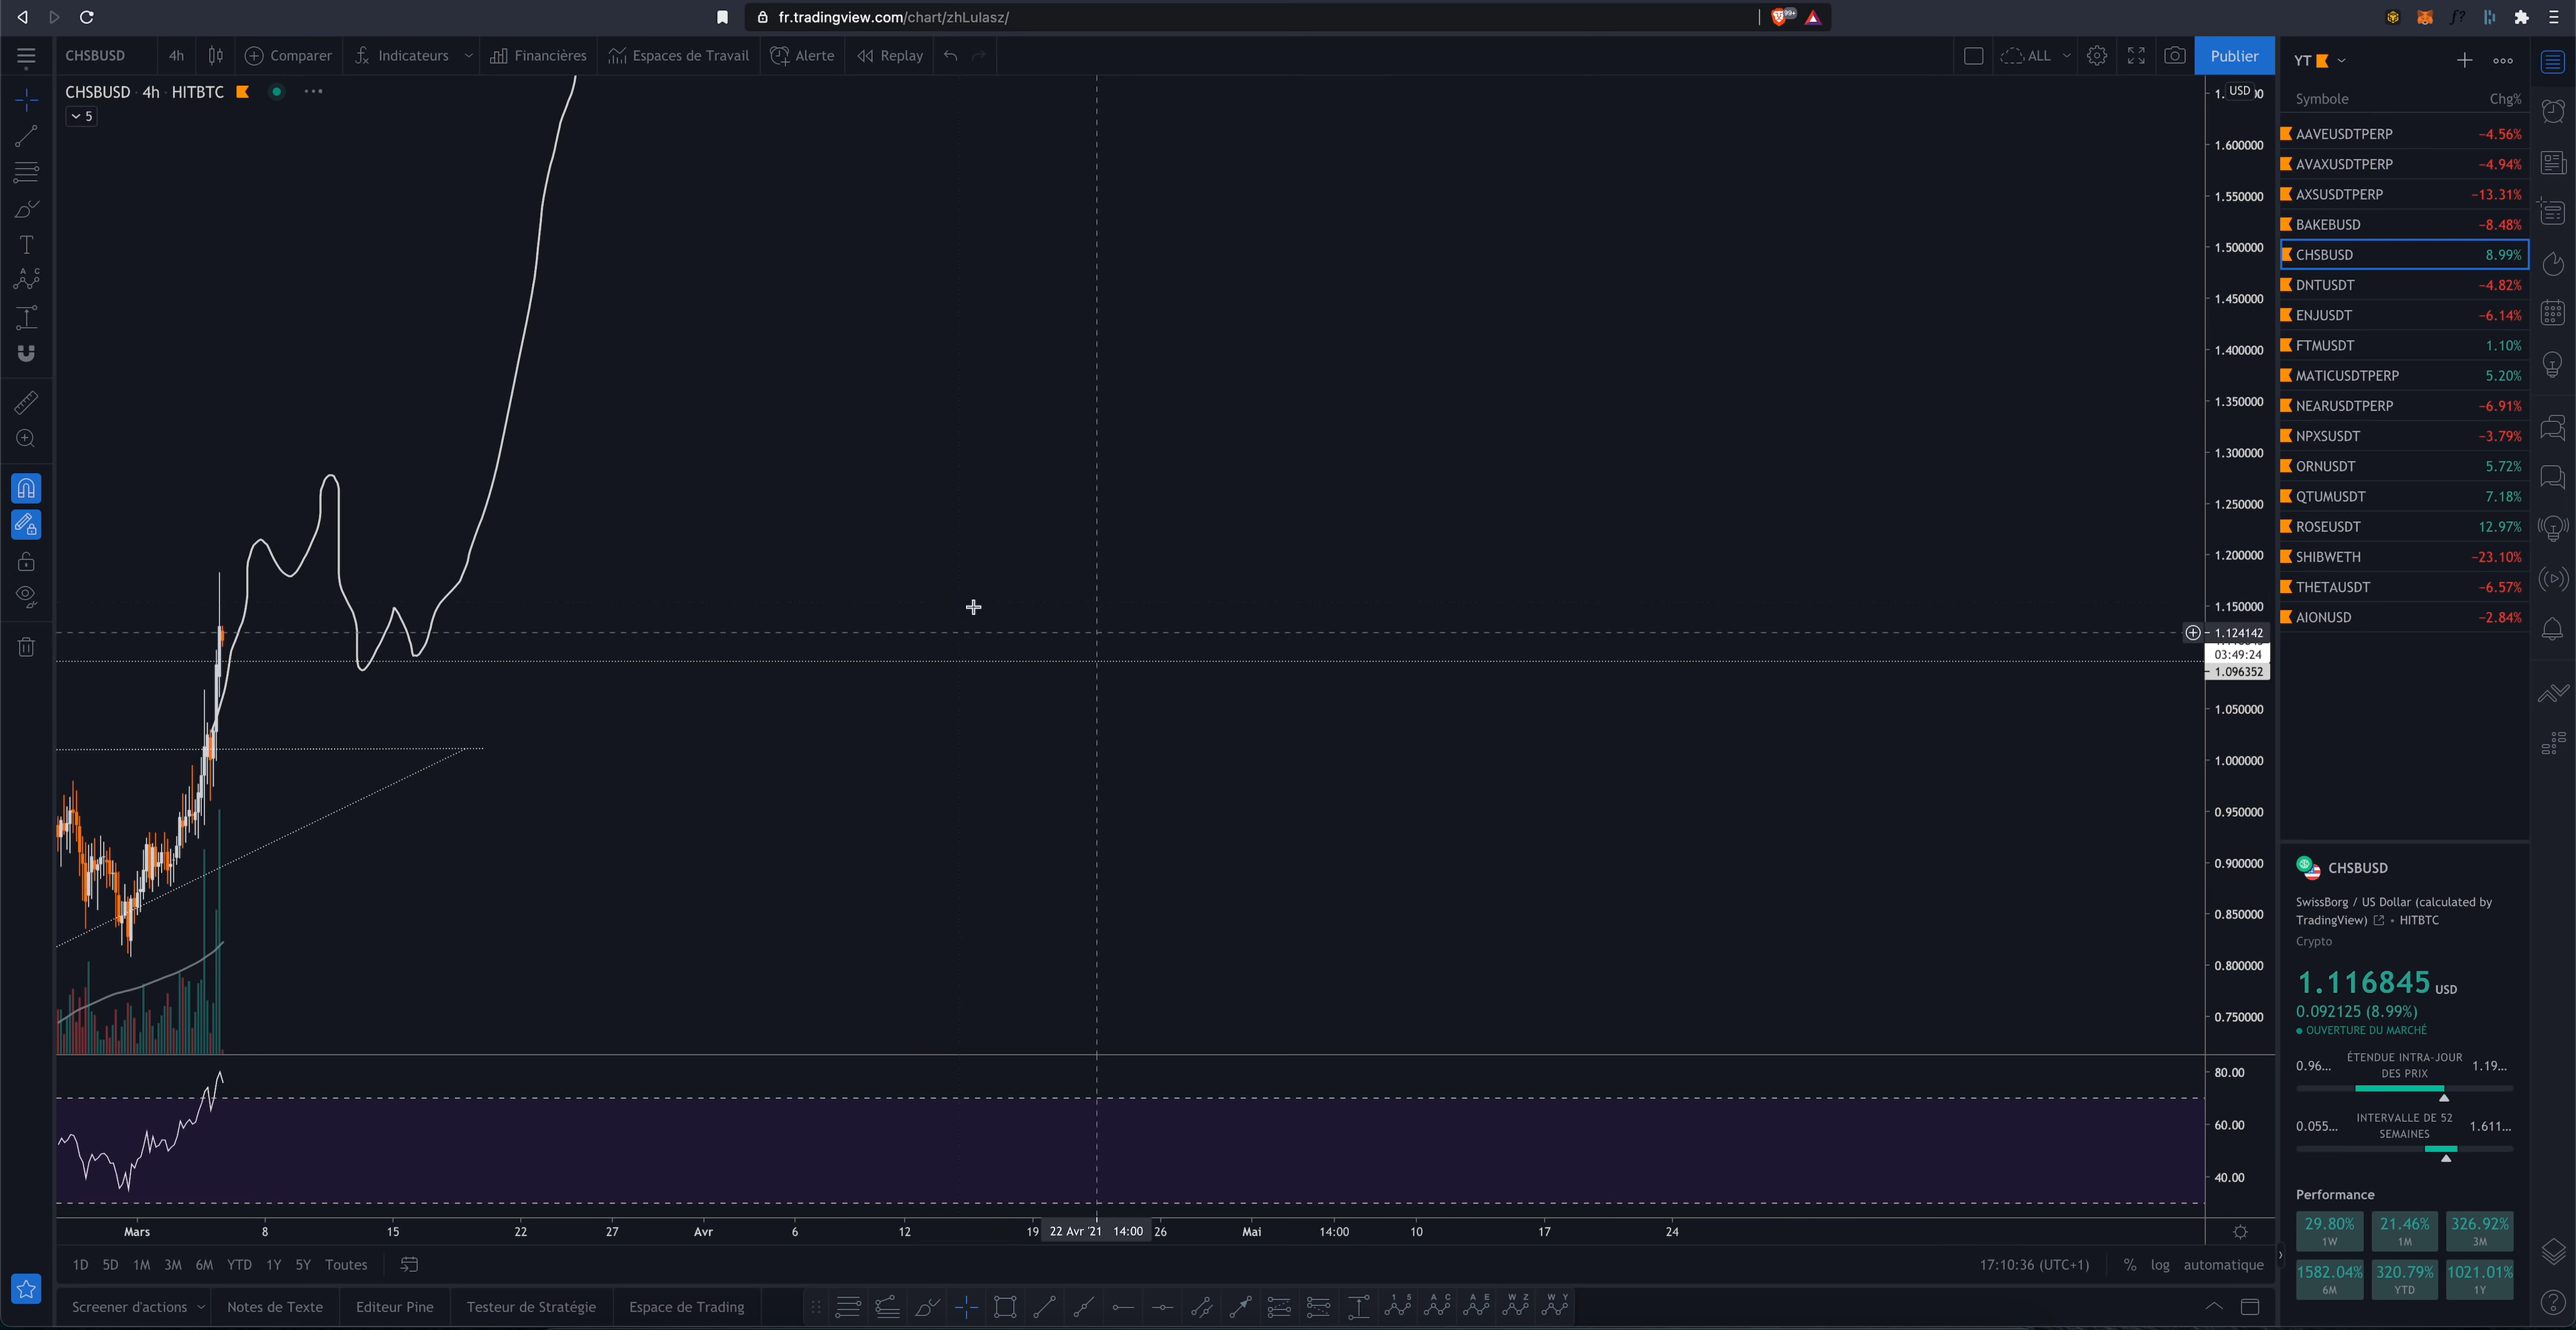 fr.tradingview.com/chart/zhLulasz/
99+
CHSBUSD 4h Comparer Indicateurs Financières Espaces de Travail Alerte Replay ALL Publier
CHSBUSD · 4h · HITBTC
5
USD
1.600000
1.550000
1.500000
1.450000
1.400000
1.350000
1.300000
1.250000
1.200000
1.150000
1.124142
03:49:24
1.096352
1.050000
1.000000
0.950000
0.900000
0.850000
0.800000
0.750000
80.00
60.00
40.00
Mars 8 15 22 27 Avr 6 12 19 22 Avr '21 14:00 26 Mai 14:00 10 17 24
1D 5D 1M 3M 6M YTD 1Y 5Y Toutes 17:10:36 (UTC+1) % log automatique
Screener d'actions Notes de Texte Editeur Pine Testeur de Stratégie Espace de Trading
YT
Symbole Chg%
AAVEUSDTPERP −4.56%
AVAXUSDTPERP −4.94%
AXSUSDTPERP −13.31%
BAKEBUSD −8.48%
CHSBUSD 8.99%
DNTUSDT −4.82%
ENJUSDT −6.14%
FTMUSDT 1.10%
MATICUSDTPERP 5.20%
NEARUSDTPERP −6.91%
NPXSUSDT −3.79%
ORNUSDT 5.72%
QTUMUSDT 7.18%
ROSEUSDT 12.97%
SHIBWETH −23.10%
THETAUSDT −6.57%
AIONUSD −2.84%
CHSBUSD
SwissBorg / US Dollar (calculated by
TradingView) • HITBTC
Crypto
1.116845 USD
0.092125 (8.99%)
OUVERTURE DU MARCHÉ
0.96... ÉTENDUE INTRA-JOUR DES PRIX 1.19...
0.055... INTERVALLE DE 52 SEMAINES 1.611...
Performance
29.80% 21.46% 326.92%
1W 1M 3M
1582.04% 320.79% 1021.01%
6M YTD 1Y